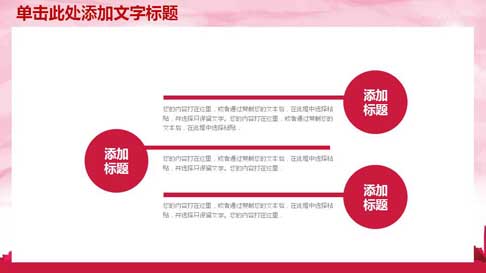 单击此处添加文字标题
添加
标题
您的内容打在这里，或者通过复制您的文本后，在此框中选择粘
贴，并选择只保留文字。您的内容打在这里，或者通过复制您的
文本后，在此框中选择粘贴，
添加
标题
您的内容打在这里，或者通过复制您的文本后，在此框中选择粘
贴，并选择只保留文字。您的内容打在这里，
您的内容打在这里，或者通过复制您的文本后，在此框中选择粘
贴，并选择只保留文字。您的内容打在这里，
添加
标题